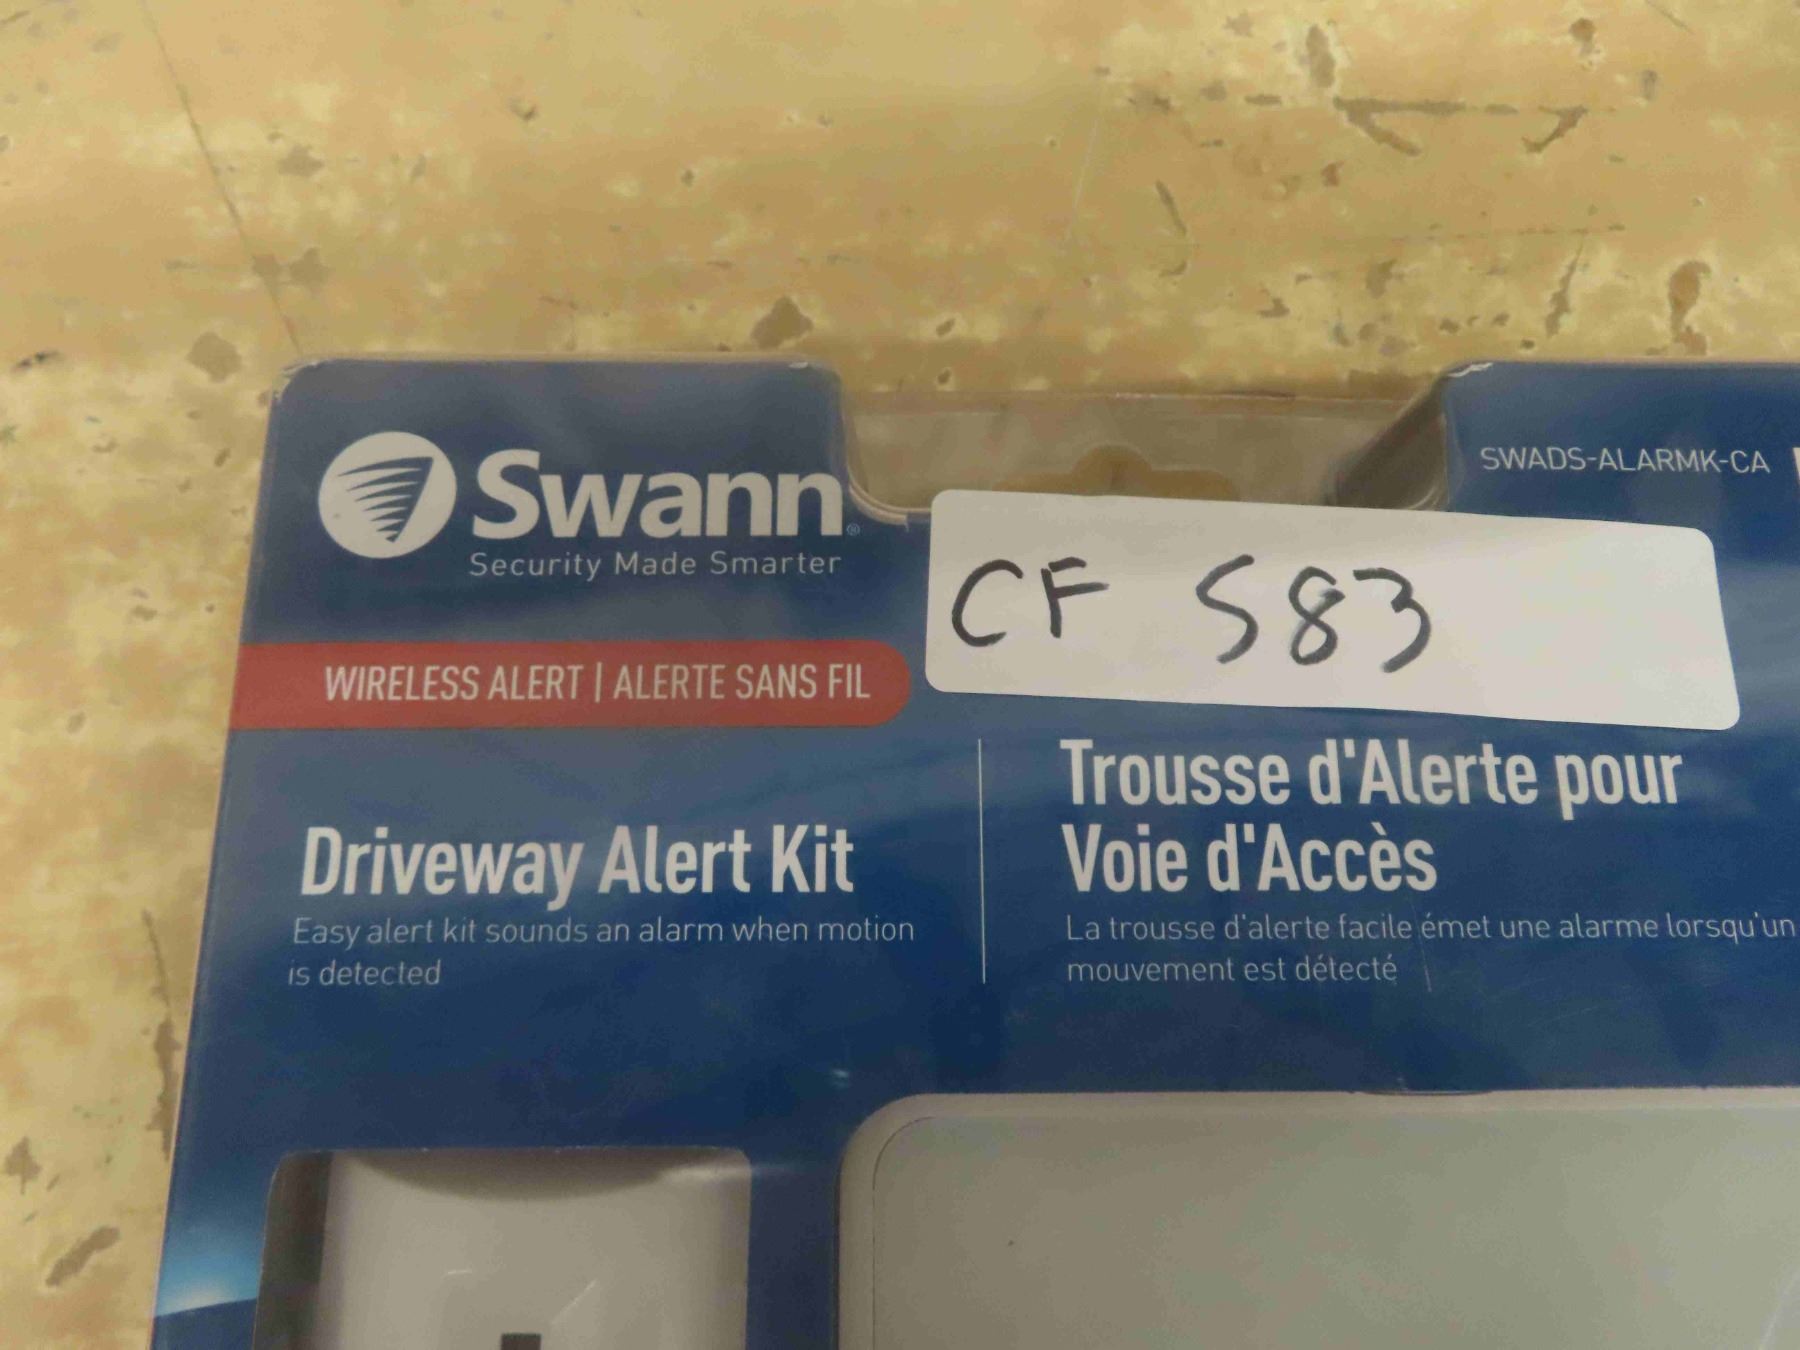 Swann®
Security Made Smarter
SWADS-ALARMK-CA
CF 583
WIRELESS ALERT | ALERTE SANS FIL
Driveway Alert Kit
Easy alert kit sounds an alarm when motion
is detected
Trousse d'Alerte pour
Voie d'Accès
La trousse d'alerte facile émet une alarme lorsqu'un
mouvement est détecté